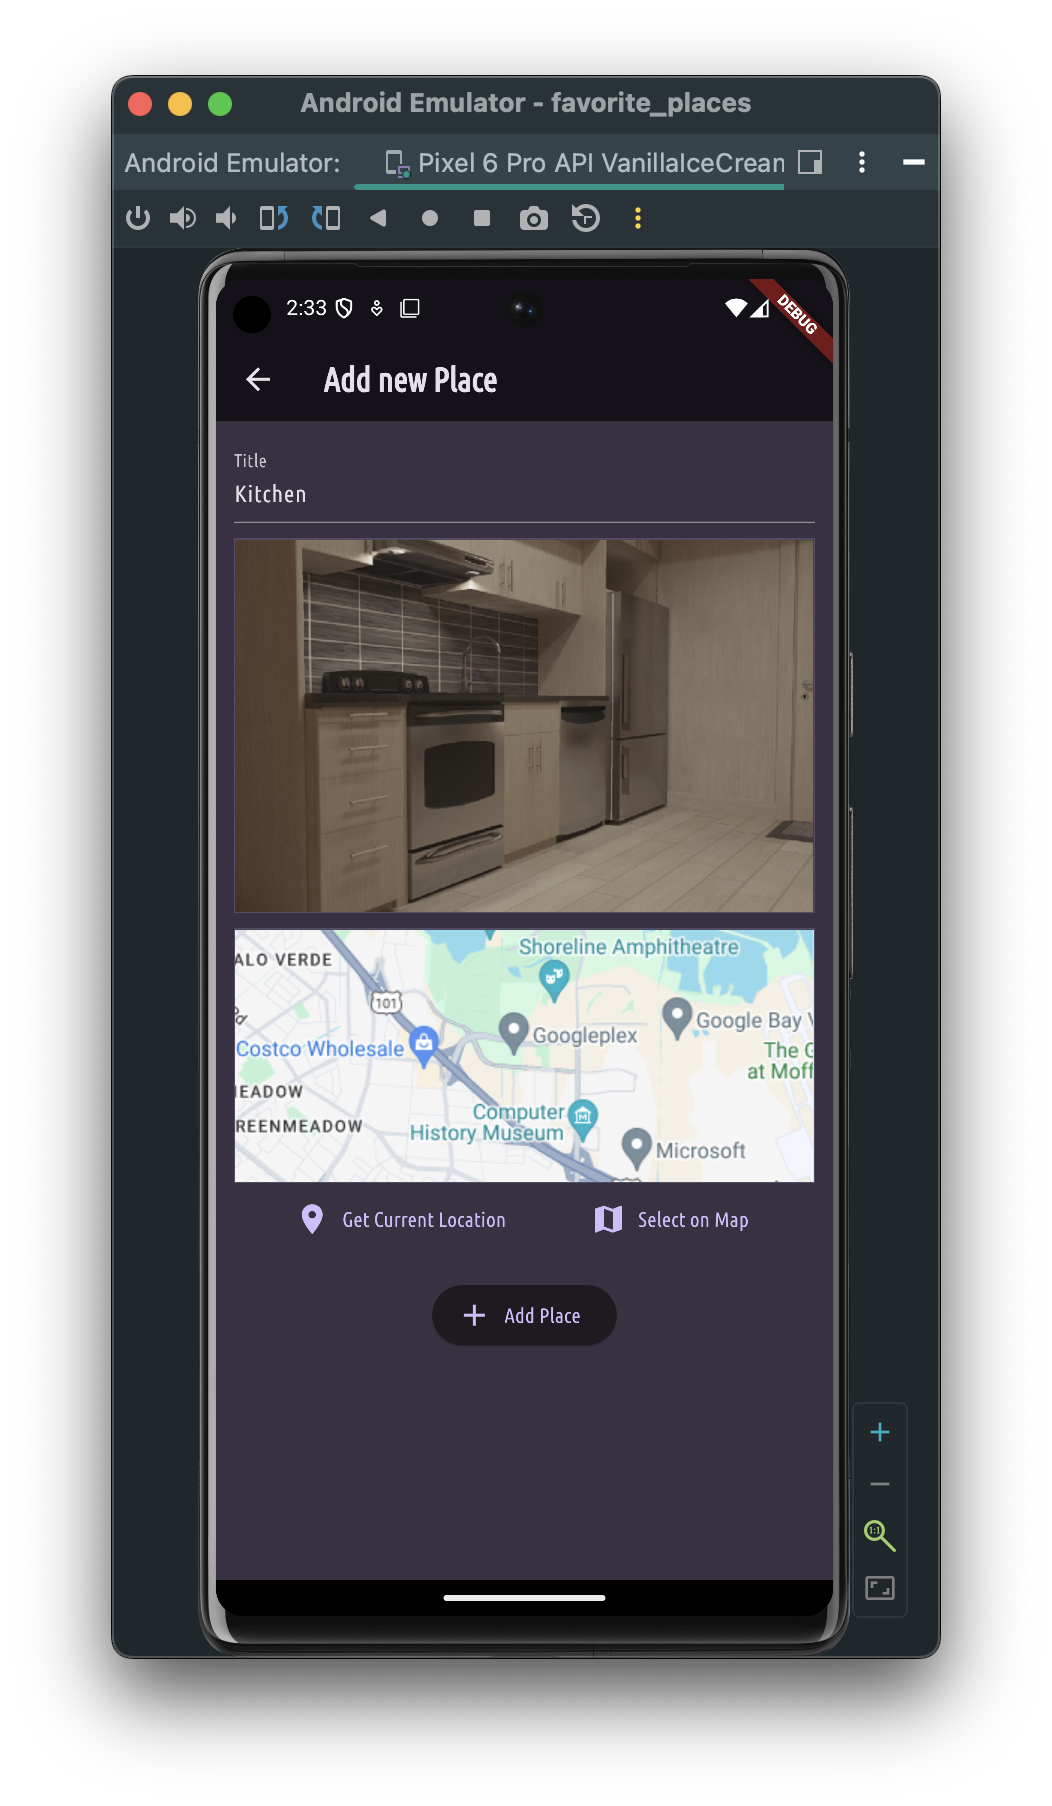 Android Emulator - favorite_places
Android Emulator:
Pixel 6 Pro API VanillaIceCream
2:33
DEBUG
Add new Place
Title
Kitchen
Shoreline Amphitheatre
ALO VERDE
101
Googleplex
Google Bay V
Costco Wholesale
The G
at Moff
MEADOW
REENMEADOW
Computer
History Museum
Microsoft
Get Current Location
Select on Map
Add Place
1:1